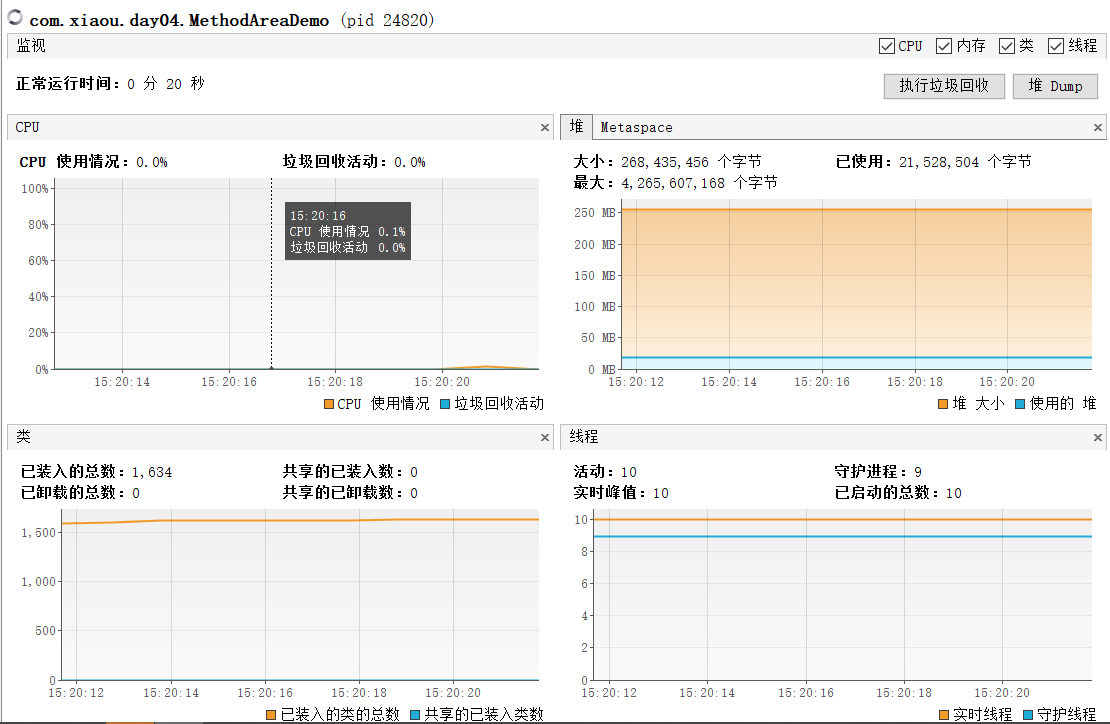 com.xiaou.day04.MethodAreaDemo (pid 24820)
监视
CPU 内存 类 线程
正常运行时间: 0 分 20 秒
执行垃圾回收 堆 Dump
CPU ×
CPU 使用情况: 0.0% 垃圾回收活动: 0.0%
100%
80%
60%
40%
20%
0%
15:20:16
CPU 使用情况 0.1%
垃圾回收活动 0.0%
15:20:14 15:20:16 15:20:18 15:20:20
CPU 使用情况 垃圾回收活动
堆 Metaspace ×
大小: 268,435,456 个字节 已使用: 21,528,504 个字节
最大: 4,265,607,168 个字节
250 MB
200 MB
150 MB
100 MB
50 MB
0 MB
15:20:12 15:20:14 15:20:16 15:20:18 15:20:20
堆 大小 使用的 堆
类 ×
已装入的总数: 1,634 共享的已装入数: 0
已卸载的总数: 0 共享的已卸载数: 0
1,500
1,000
500
0
15:20:12 15:20:14 15:20:16 15:20:18 15:20:20
已装入的类的总数 共享的已装入类数
线程 ×
活动: 10 守护进程: 9
实时峰值: 10 已启动的总数: 10
10
8
6
4
2
0
15:20:12 15:20:14 15:20:16 15:20:18 15:20:20
实时线程 守护线程